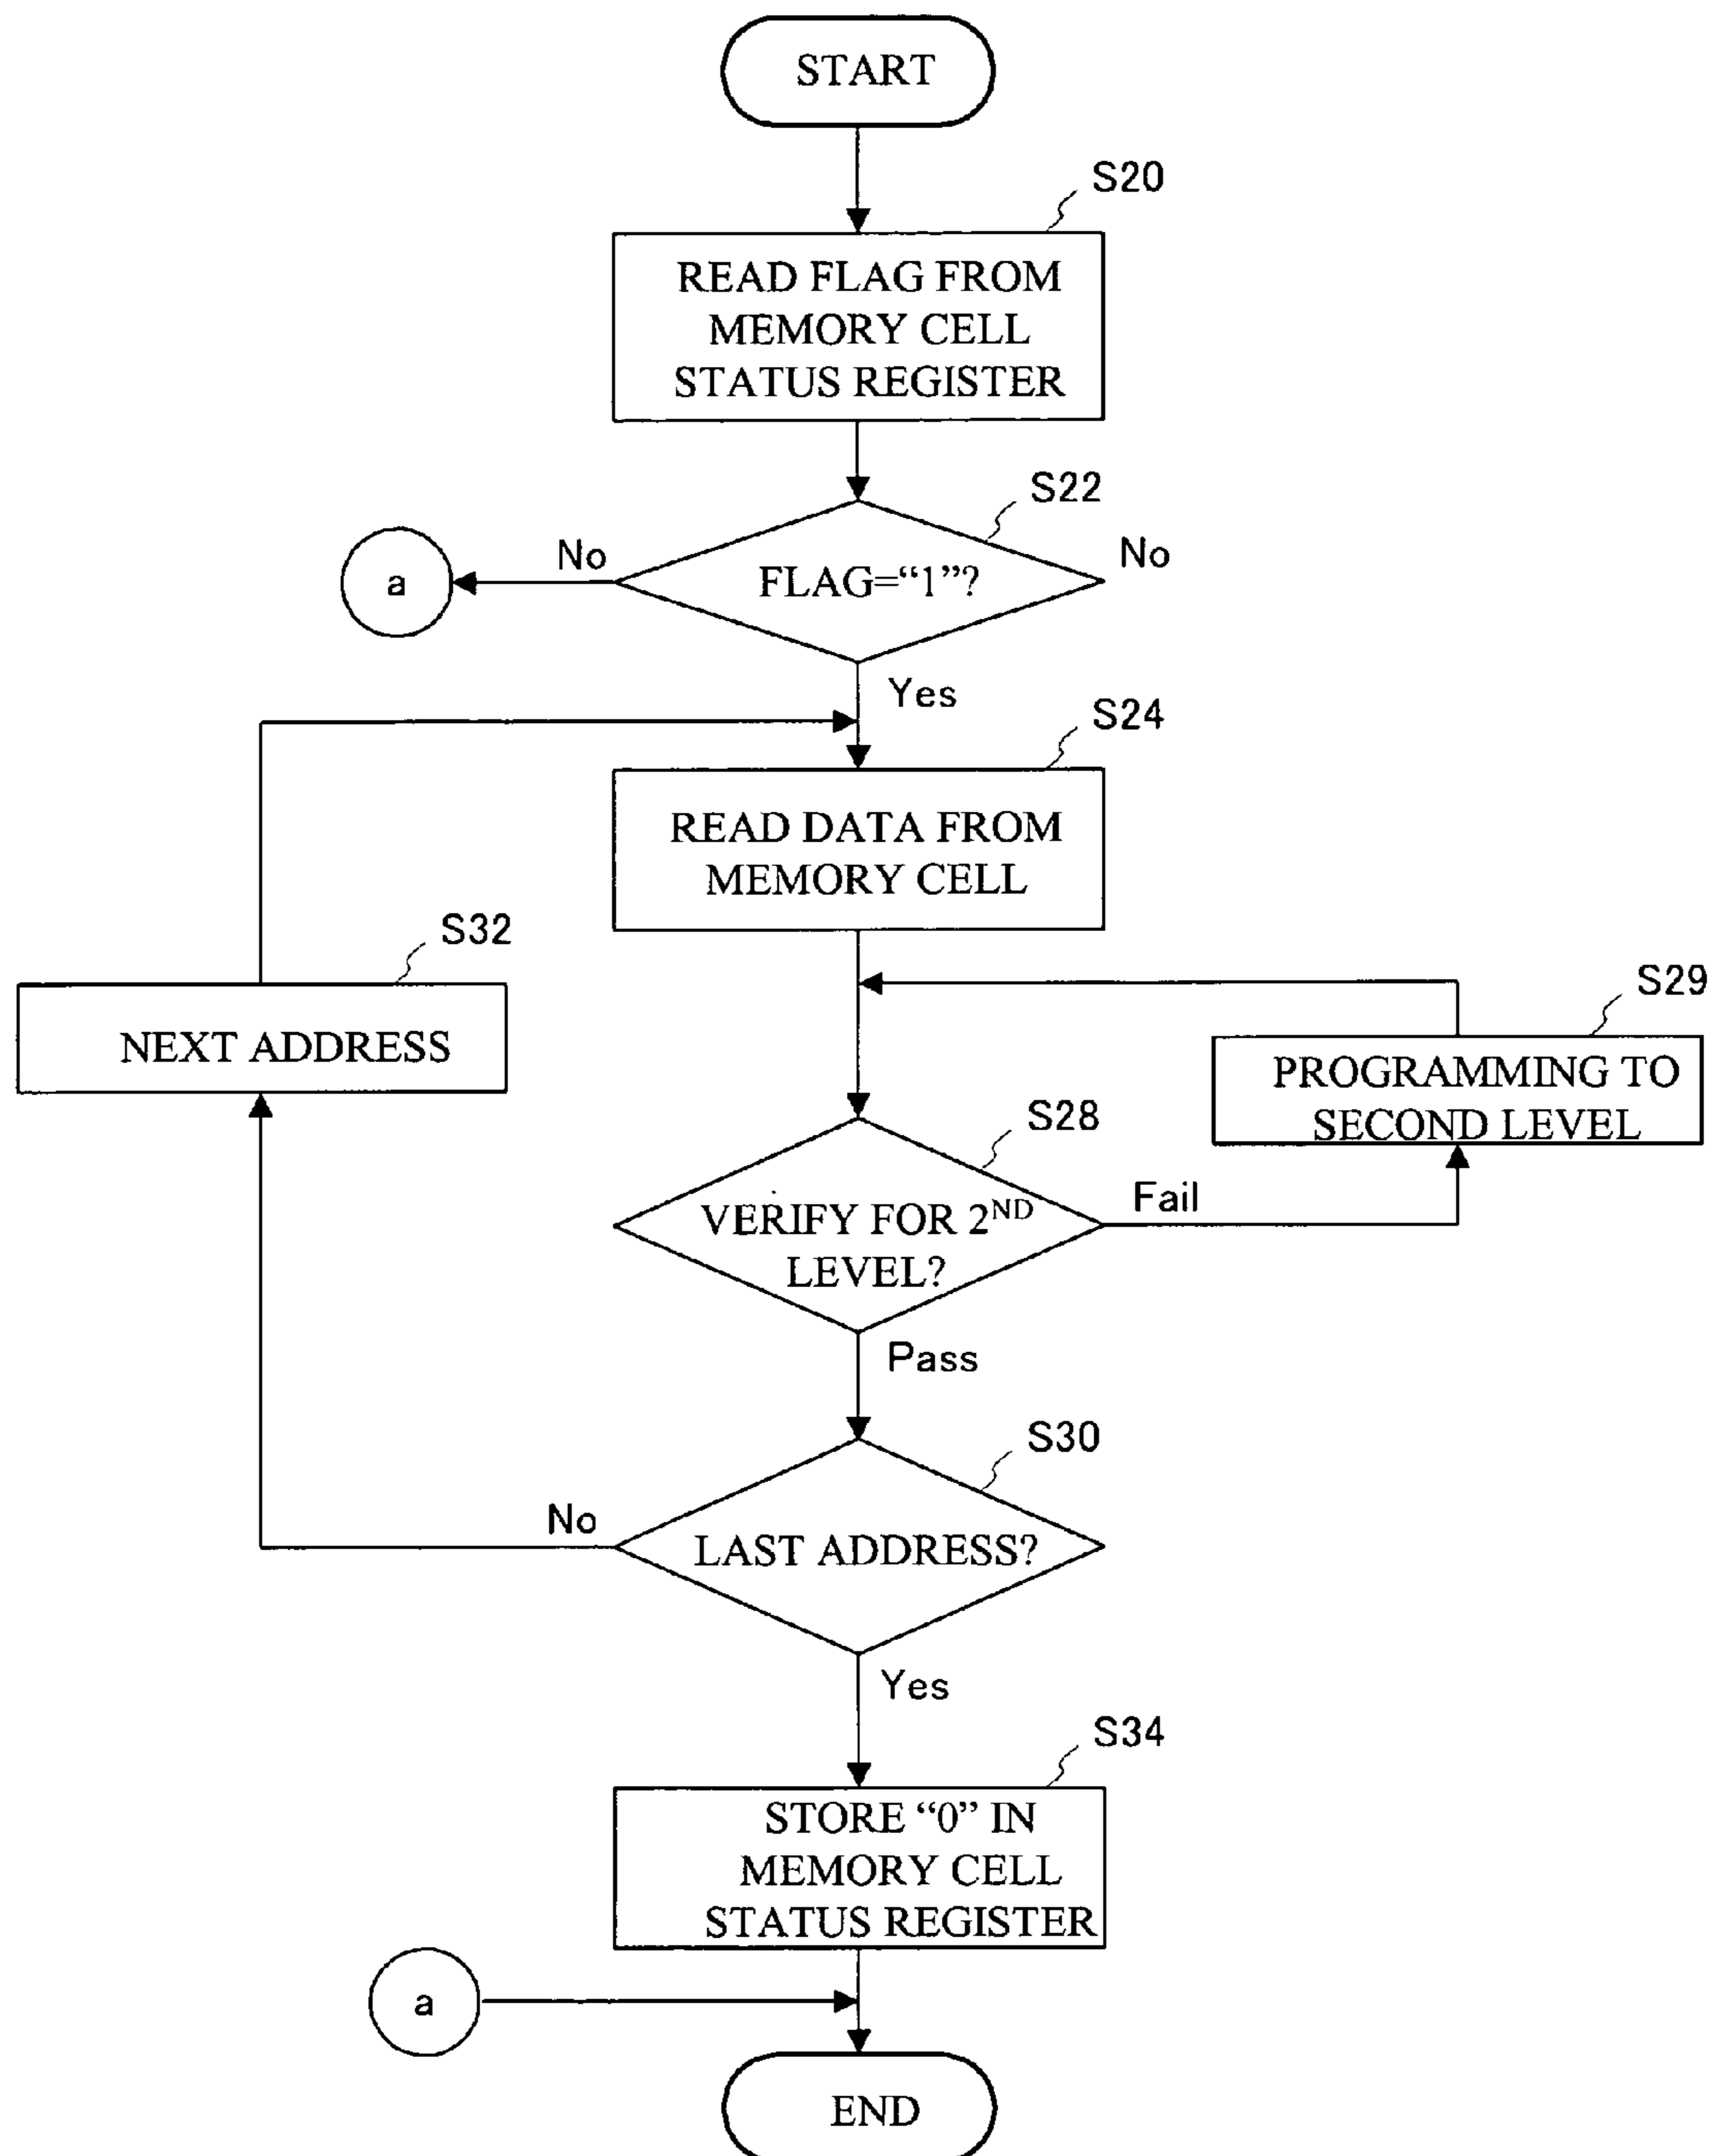 START
S20
READ FLAG FROM
MEMORY CELL
STATUS REGISTER
S22
a
No
FLAG=“1”?
No
Yes
S24
READ DATA FROM
MEMORY CELL
S32
NEXT ADDRESS
S29
PROGRAMMING TO
SECOND LEVEL
S28
VERIFY FOR 2ND
LEVEL?
Fail
Pass
S30
No
LAST ADDRESS?
Yes
S34
STORE “0” IN
MEMORY CELL
STATUS REGISTER
a
END